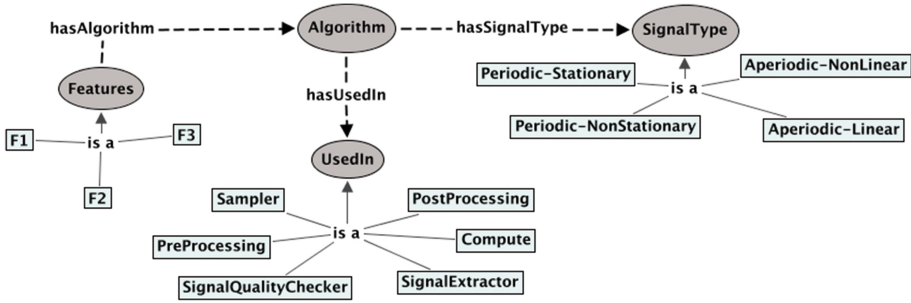 hasAlgorithm
Algorithm
hasSignalType
SignalType
Features
hasUsedIn
Periodic-Stationary
Aperiodic-NonLinear
is a
F1
is a
F3
Periodic-NonStationary
Aperiodic-Linear
F2
UsedIn
Sampler
PostProcessing
is a
PreProcessing
Compute
SignalQualityChecker
SignalExtractor